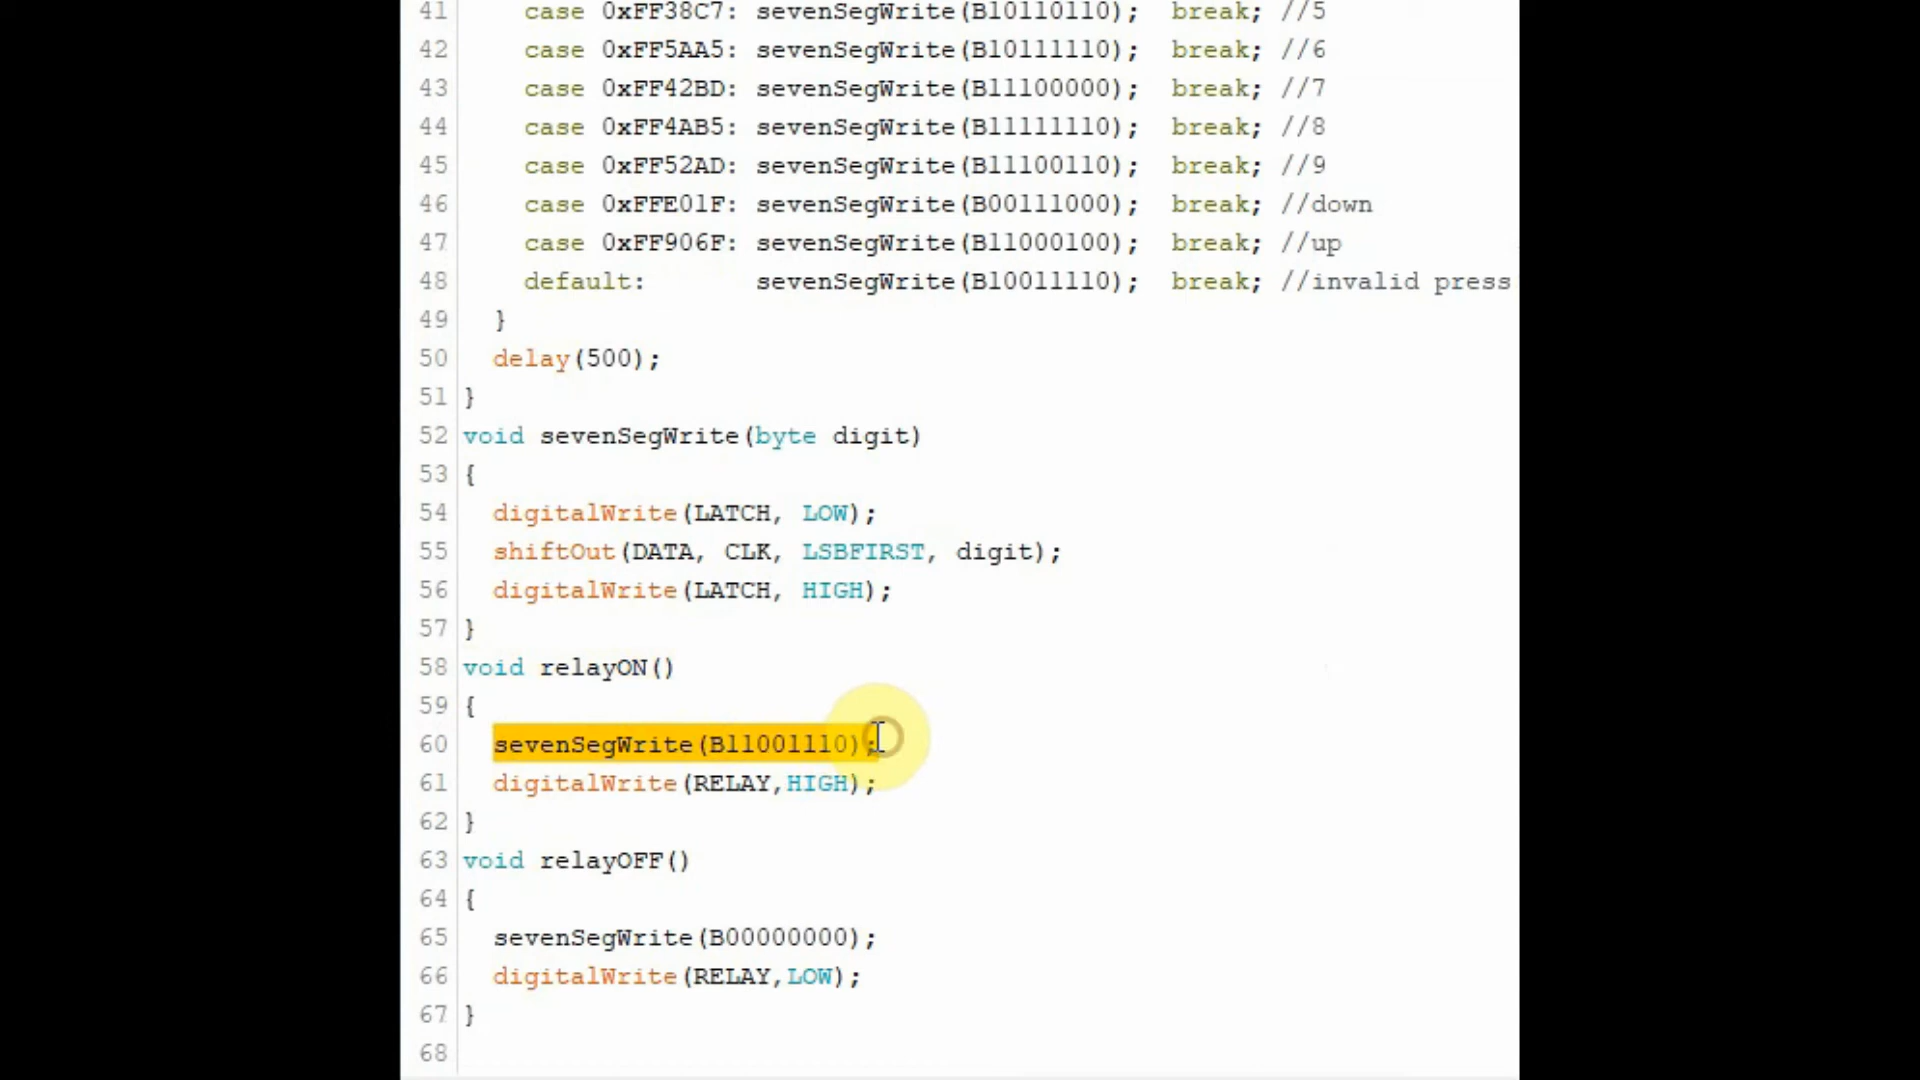 41 case 0xFF38C7: sevenSegWrite(B10110110); break; //5
42 case 0xFF5AA5: sevenSegWrite(B10111110); break; //6
43 case 0xFF42BD: sevenSegWrite(B11100000); break; //7
44 case 0xFF4AB5: sevenSegWrite(B11111110); break; //8
45 case 0xFF52AD: sevenSegWrite(B11100110); break; //9
46 case 0xFFE01F: sevenSegWrite(B00111000); break; //down
47 case 0xFF906F: sevenSegWrite(B11000100); break; //up
48 default: sevenSegWrite(B10011110); break; //invalid press
49 }
50 delay(500);
51 }
52 void sevenSegWrite(byte digit)
53 {
54 digitalWrite(LATCH, LOW);
55 shiftOut(DATA, CLK, LSBFIRST, digit);
56 digitalWrite(LATCH, HIGH);
57 }
58 void relayON()
59 {
60 sevenSegWrite(B11001110);
61 digitalWrite(RELAY,HIGH);
62 }
63 void relayOFF()
64 {
65 sevenSegWrite(B00000000);
66 digitalWrite(RELAY,LOW);
67 }
68